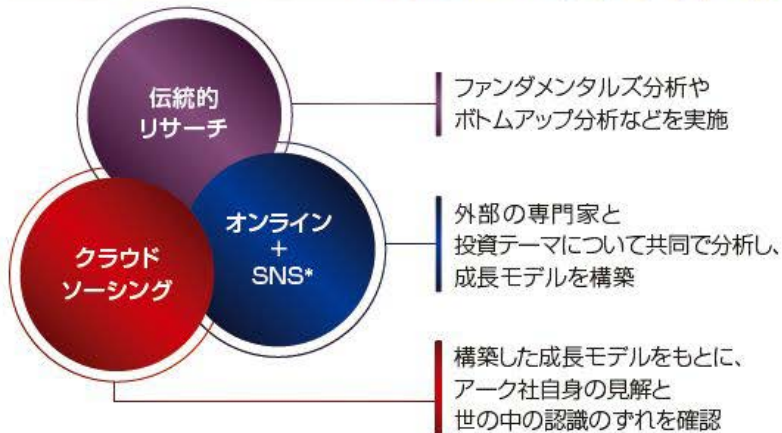 伝統的
リサーチ
ファンダメンタルズ分析や
ボトムアップ分析などを実施
オンライン
+
SNS*
外部の専門家と
投資テーマについて共同で分析し、
成長モデルを構築
クラウド
ソーシング
構築した成長モデルをもとに、
アーク社自身の見解と
世の中の認識のずれを確認